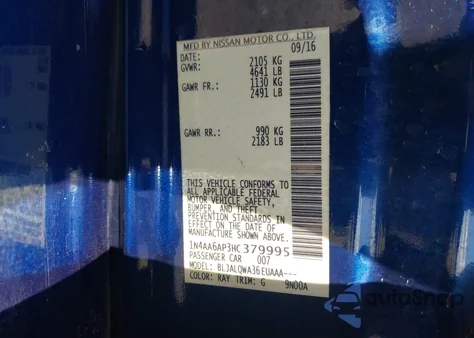 MFD BY NISSAN MOTOR CO., LTD.
DATE: 09/16
GVWR: 2105 KG
4641 LB
GAWR FR.: 1130 KG
2491 LB
GAWR RR.: 990 KG
2183 LB
THIS VEHICLE CONFORMS TO
ALL APPLICABLE FEDERAL
MOTOR VEHICLE SAFETY,
BUMPER, AND THEFT
PREVENTION STANDARDS IN
EFFECT ON THE DATE OF
MANUFACTURE SHOWN ABOVE.
1N4AA6AP3HC379995
PASSENGER CAR 007
MODEL: BLJALQWA36EUAAA---
COLOR: RAY TRIM: G 9N00A
autoSnap